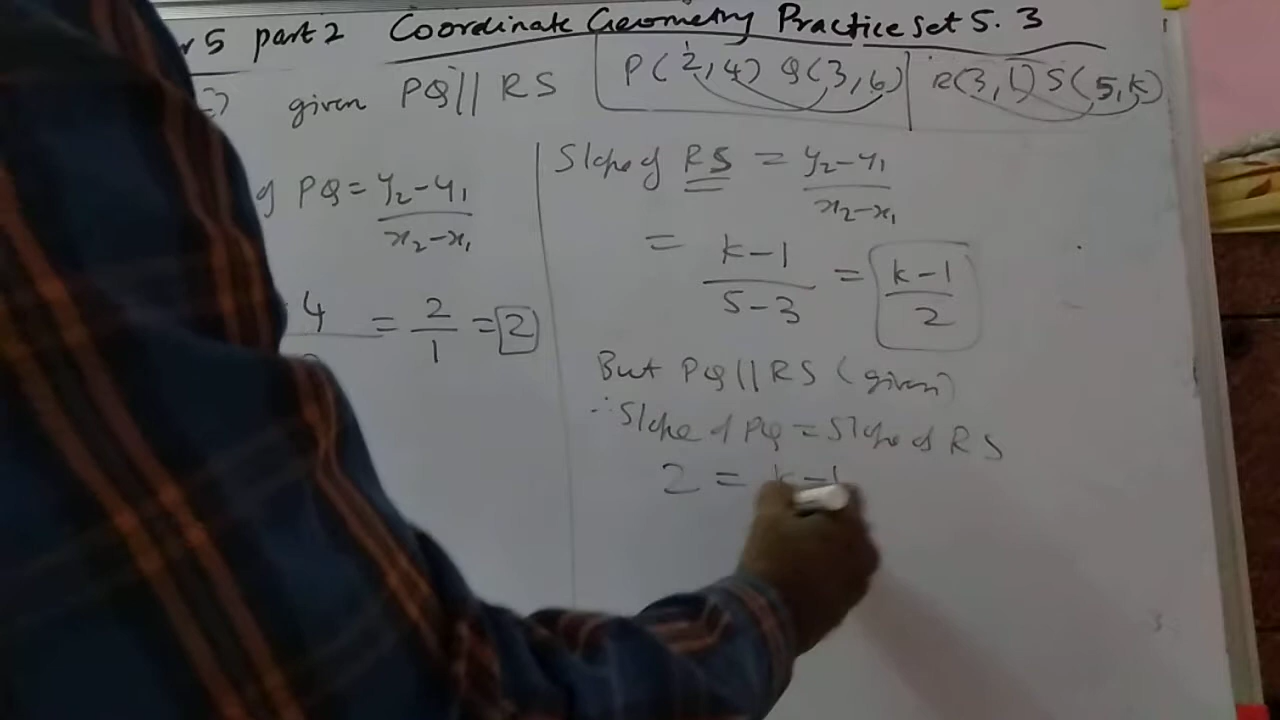 r 5 part 2 Coordinate Geometry Practice Set 5.3
given PQ || RS P(2,4) Q(3,6) R(3,1) S(5,k)
of PQ = y₂-y₁ / x₂-x₁
4 = 2/1 = 2
Slope of RS = y₂-y₁ / x₂-x₁
= k-1 / 5-3 = k-1 / 2
But PQ || RS (given)
∴ Slope of PQ = Slope of RS
2 = k-1